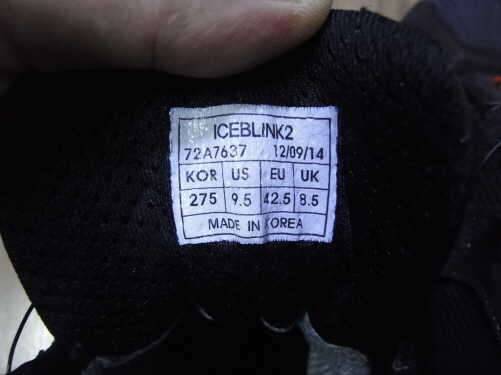 ICEBLINK2
72A7637 12/09/14
KOR US EU UK
275 9.5 42.5 8.5
MADE IN KOREA